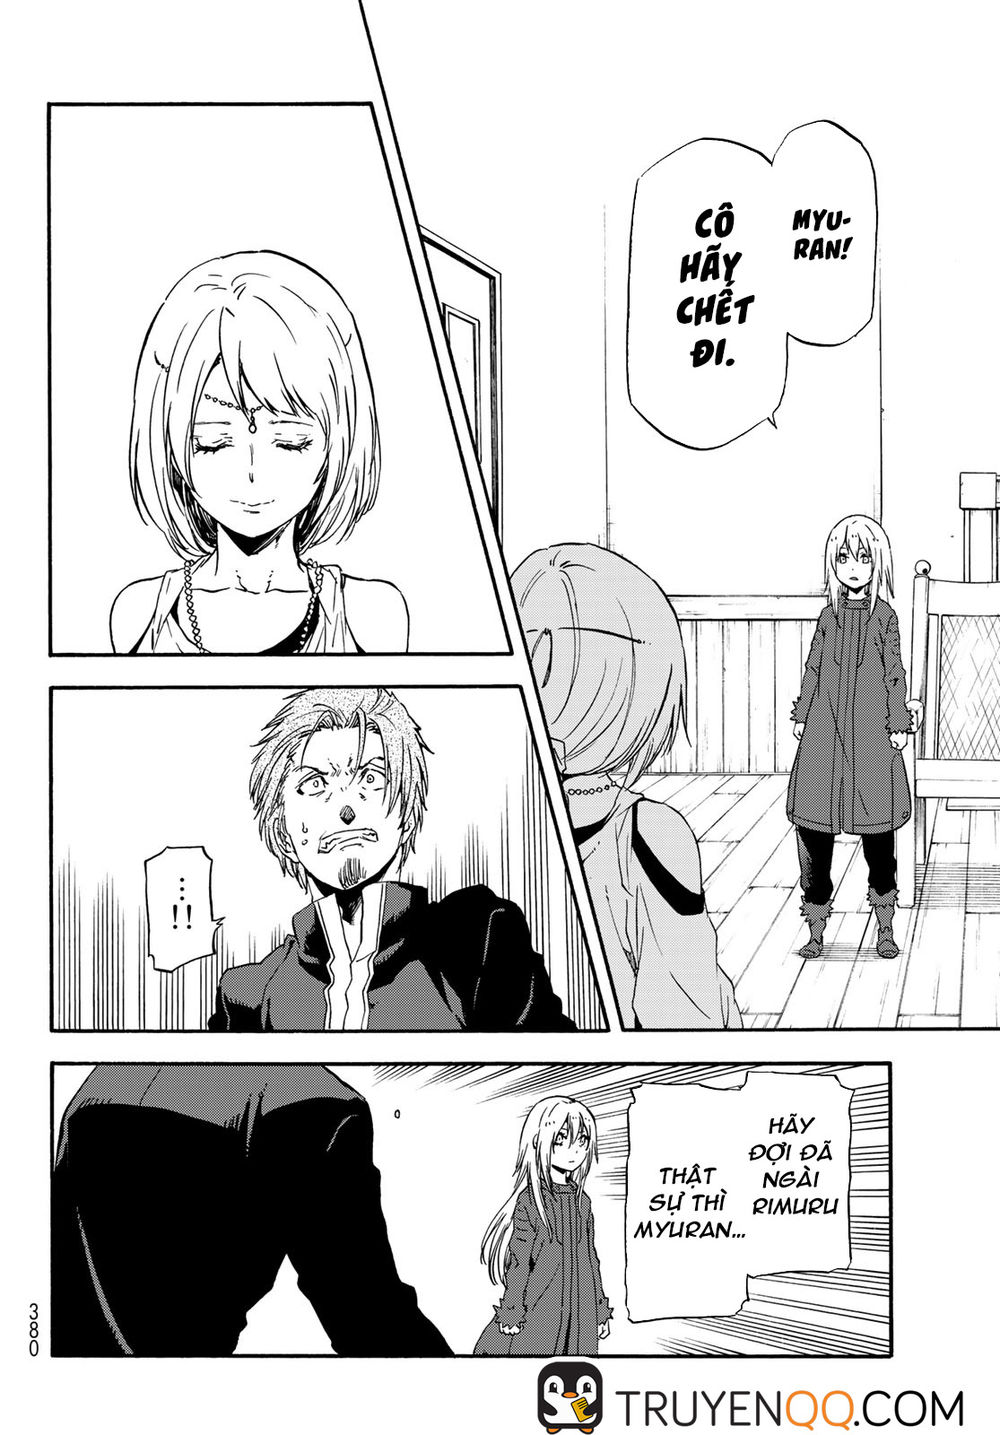 MYU-
RAN!
CÔ
HÃY
CHẾT
ĐI.
...!!
HÃY
ĐỢI ĐÃ
NGÀI
RIMURU
THẬT
SỰ THÌ
MYURAN...
380
TRUYENQQ.COM